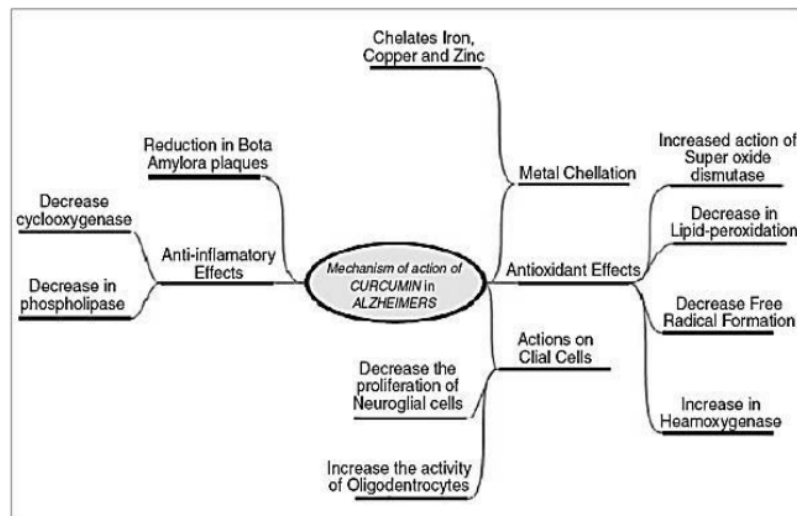 Chelates Iron,
Copper and Zinc
Reduction in Bota
Amylora plaques
Increased action of
Super oxide
dismutase
Metal Chellation
Decrease
cyclooxygenase
Decrease in
Lipid-peroxidation
Anti-inflamatory
Effects
Mechanism of action of
CURCUMIN in
ALZHEIMERS
Antioxidant Effects
Decrease in
phospholipase
Decrease Free
Radical Formation
Actions on
Clial Cells
Decrease the
proliferation of
Neuroglial cells
Increase in
Heamoxygenase
Increase the activity
of Oligodentrocytes